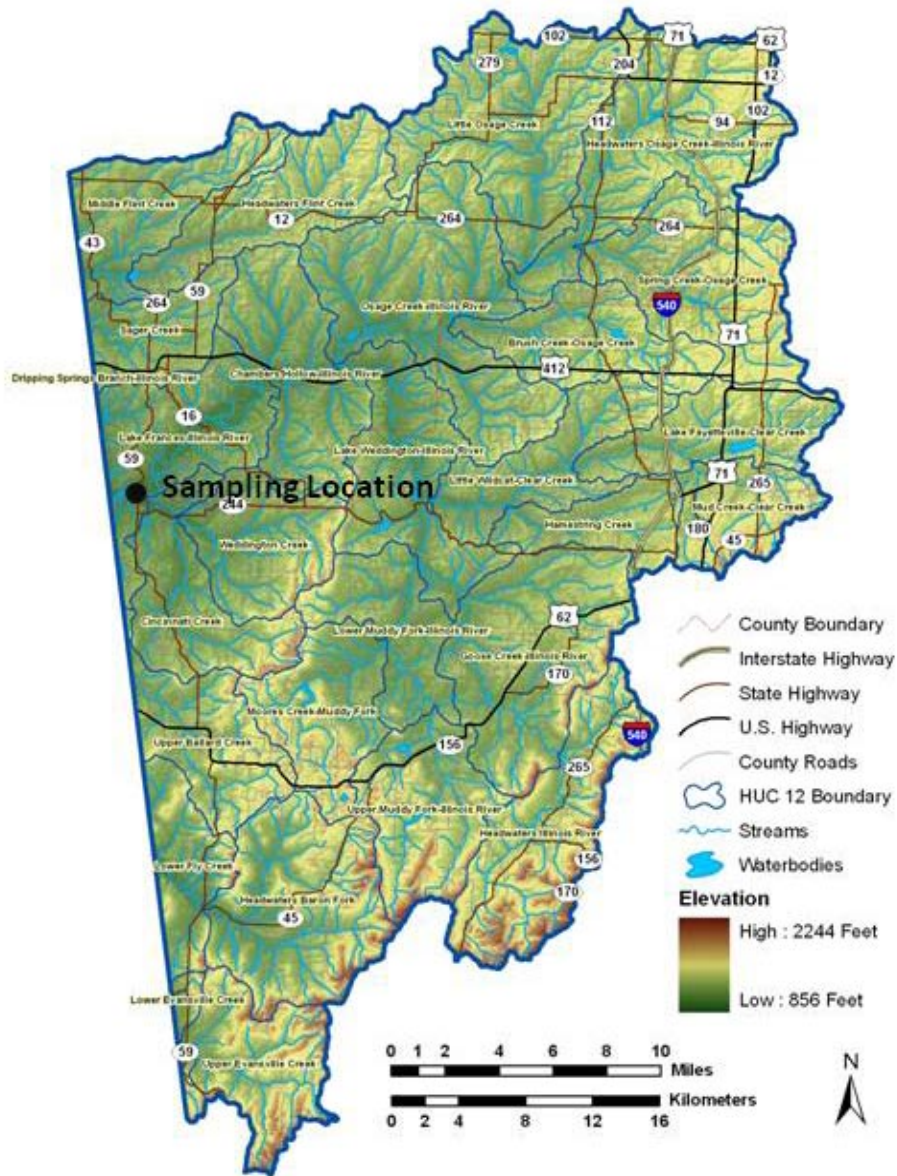 102
71
62
279
204
12
Little Osage Creek
112
102
94
Headwaters Osage Creek-Illinois River
Middle Flint Creek
Headwaters Flint Creek
12
264
264
43
Spring Creek-Osage Creek
264
59
540
Osage Creek-Illinois River
Sager Creek
Brush Creek-Osage Creek
71
412
Dripping Springs Branch-Illinois River
Chambers Hollow-Illinois River
16
Lake Frances-Illinois River
Lake Fayetteville-Clear Creek
59
Lake Weddington-Illinois River
71
Sampling Location
Little Wildcat-Clear Creek
265
244
Mud Creek-Clear Creek
Hamestring Creek
180
45
Weddington Creek
Cincinnati Creek
62
Lower Muddy Fork-Illinois River
Goose Creek-Illinois River
170
Moores Creek-Muddy Fork
540
Upper Ballard Creek
156
265
Upper Muddy Fork-Illinois River
Headwaters Illinois River
156
Lower Fly Creek
170
Headwaters Baron Fork
45
Lower Evansville Creek
59
Upper Evansville Creek
County Boundary
Interstate Highway
State Highway
U.S. Highway
County Roads
HUC 12 Boundary
Streams
Waterbodies
Elevation
High : 2244 Feet
Low : 856 Feet
0 1 2 4 6 8 10
Miles
Kilometers
0 2 4 8 12 16
N